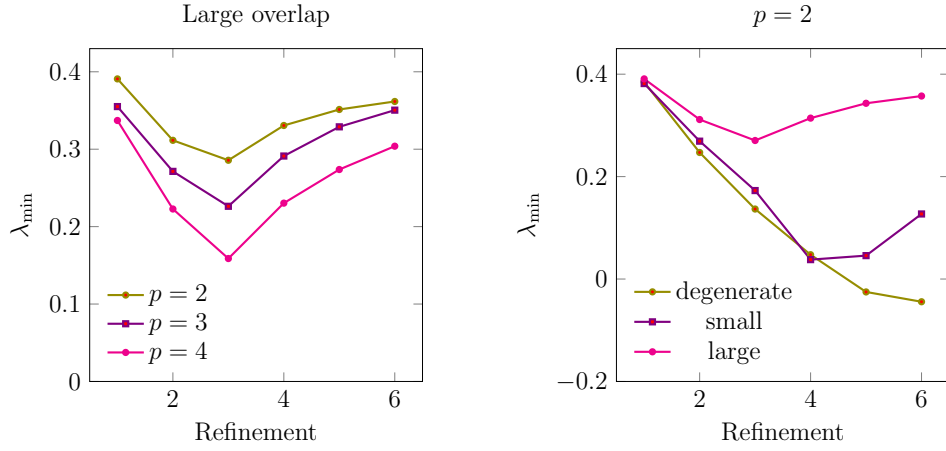 Large overlap
0.4
0.3
0.2
0.1
0
λmin
2
4
6
Refinement
p = 2
p = 3
p = 4
p = 2
0.4
0.2
0
−0.2
λmin
2
4
6
Refinement
degenerate
small
large